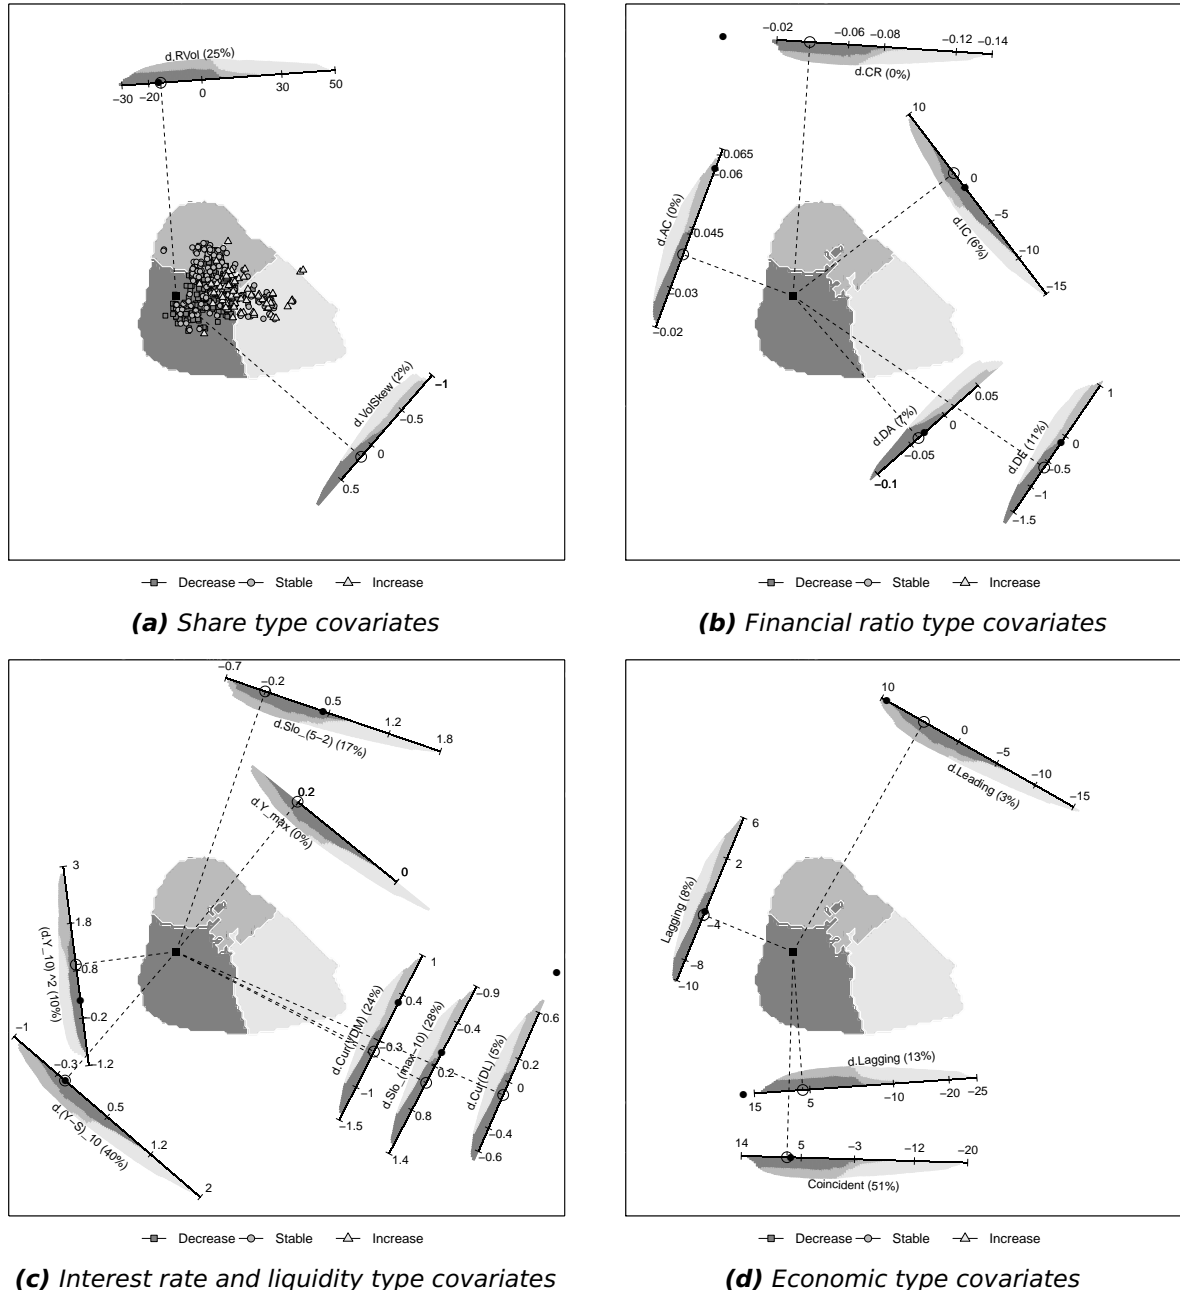 d.RVol (25%)
−30 −20 0 30 50
d.VolSkew (2%)
−1
−0.5
0
0.5
Decrease Stable Increase
(a) Share type covariates
−0.02 −0.06 −0.08 −0.12 −0.14
d.CR (0%)
10
0
−5
−10
−15
d.IC (6%)
−0.065
−0.06
−0.045
−0.03
−0.02
d.AC (0%)
0.05
0
−0.05
−0.1
d.DA (7%)
1
0
−0.5
−1
−1.5
d.DE (11%)
Decrease Stable Increase
(b) Financial ratio type covariates
−0.7
−0.2
0.5
1.2
1.8
d.Slo_(5−2) (17%)
0.2
0
d.Y_max (0%)
3
1.8
0.8
−0.2
−1.2
(d.Y_10)^2 (10%)
−1
−0.3
0.5
1.2
2
d.(Y−S)_10 (40%)
1
0.4
−0.3
−1
−1.5
d.Cur(YDM) (24%)
−0.9
−0.4
0.2
0.8
1.4
d.Slo_(max−10) (28%)
0.6
0.2
0
−0.4
−0.6
d.Cur(DL) (5%)
Decrease Stable Increase
(c) Interest rate and liquidity type covariates
10
0
−5
−10
−15
d.Leading (3%)
6
2
−4
−8
−10
Lagging (8%)
d.Lagging (13%)
15 5 −10 −20 −25
14 5 −3 −12 −20
Coincident (51%)
Decrease Stable Increase
(d) Economic type covariates